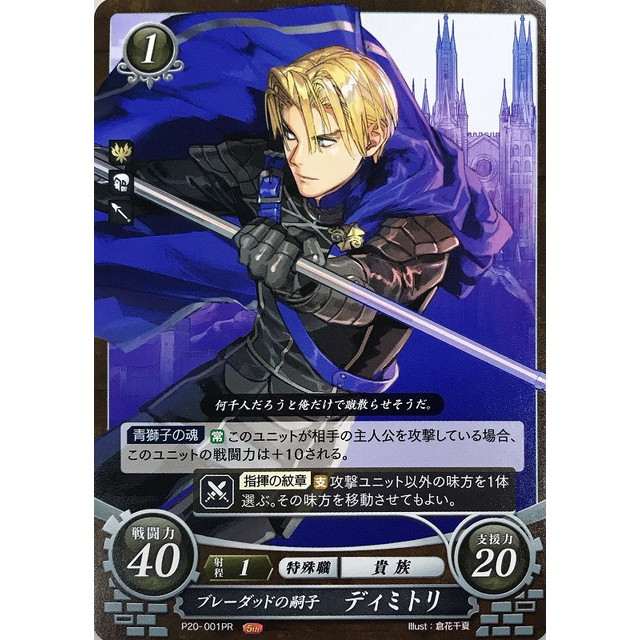 1
何千人だろうと俺だけで蹴散らせそうだ。
青獅子の魂 常 このユニットが相手の主人公を攻撃している場合、
このユニットの戦闘力は+10される。
指揮の紋章 支 攻撃ユニット以外の味方を1体
選ぶ。その味方を移動させてもよい。
戦闘力 40
射程 1 特殊職 貴族
支援力 20
ブレーダッドの嗣子 ディミトリ
P20-001PR 5th Illust:倉花千夏